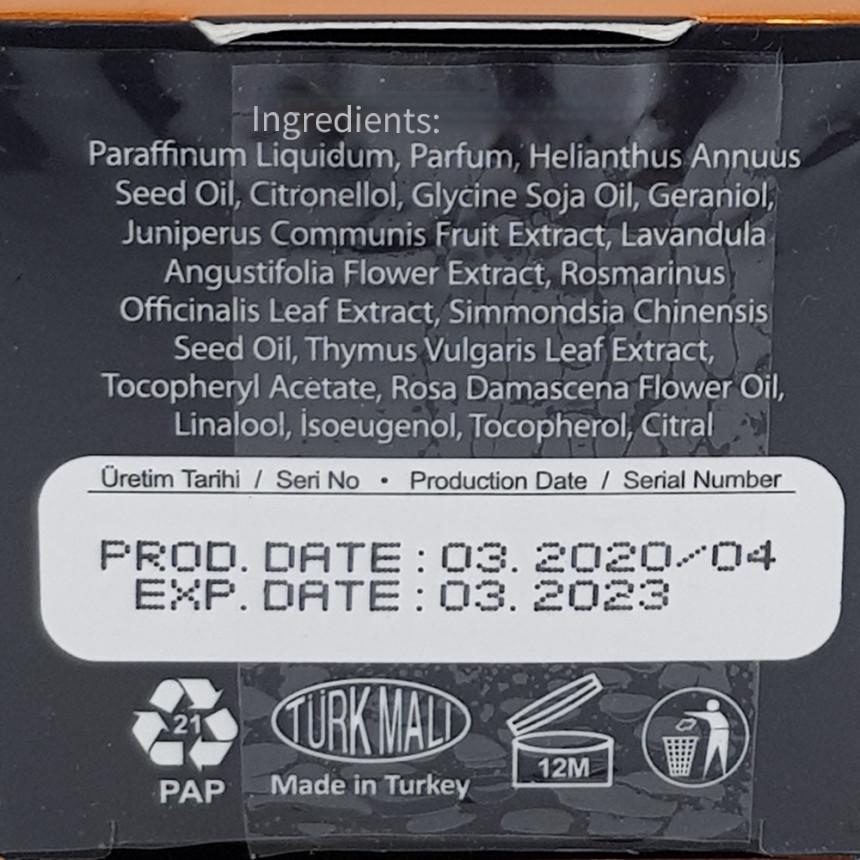 Ingredients:
Paraffinum Liquidum, Parfum, Helianthus Annuus
Seed Oil, Citronellol, Glycine Soja Oil, Geraniol,
Juniperus Communis Fruit Extract, Lavandula
Angustifolia Flower Extract, Rosmarinus
Officinalis Leaf Extract, Simmondsia Chinensis
Seed Oil, Thymus Vulgaris Leaf Extract,
Tocopheryl Acetate, Rosa Damascena Flower Oil,
Linalool, İsoeugenol, Tocopherol, Citral
Üretim Tarihi / Seri No • Production Date / Serial Number
PROD. DATE : 03. 2020/04
EXP. DATE : 03. 2023
21
PAP
TÜRK MALI
Made in Turkey
12M